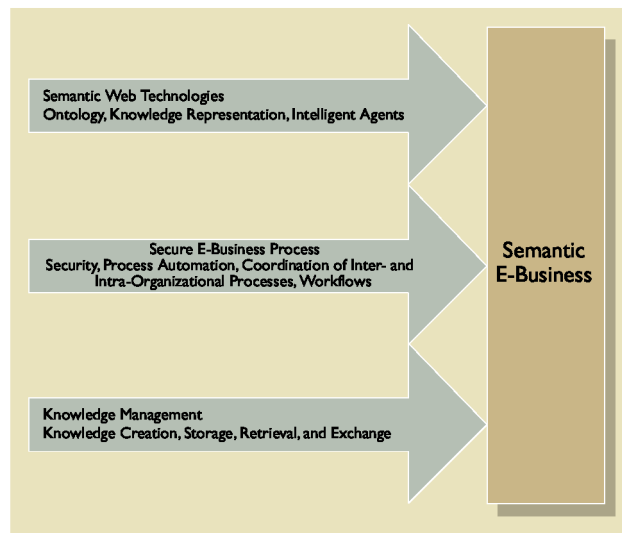 Semantic Web Technologies
Ontology, Knowledge Representation, Intelligent Agents
Secure E-Business Process
Security, Process Automation, Coordination of Inter- and
Intra-Organizational Processes, Workflows
Knowledge Management
Knowledge Creation, Storage, Retrieval, and Exchange
Semantic
E-Business